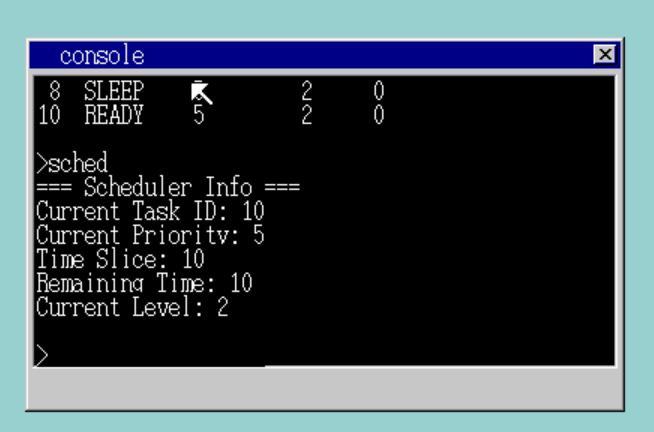 console
8 SLEEP 2 0
10 READY 5 2 0
>sched
=== Scheduler Info ===
Current Task ID: 10
Current Priority: 5
Time Slice: 10
Remaining Time: 10
Current Level: 2
>